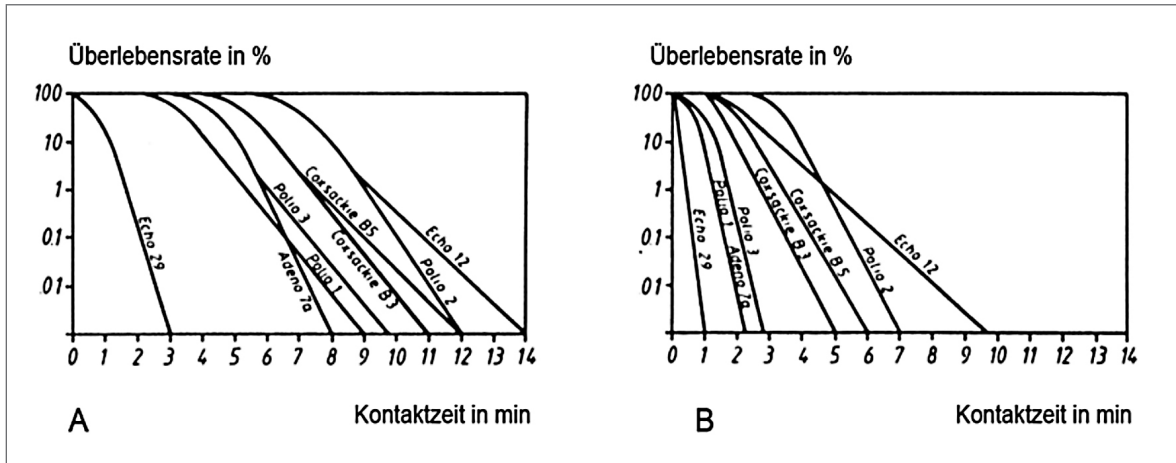 Überlebensrate in %
100
10
1
0.1
01
Echo 29
Adeno 7a
Polio 3
Polio 1
Coxsackie B5
Coxsackie B3
Polio 2
Echo 12
0 1 2 3 4 5 6 7 8 9 10 11 12 13 14
A
Kontaktzeit in min
Überlebensrate in %
100
10
1
0.1
01
Echo 29
Polio 1
Adeno 7a
Polio 3
Coxsackie B3
Coxsackie B5
Polio 2
Echo 12
0 1 2 3 4 5 6 7 8 9 10 11 12 13 14
B
Kontaktzeit in min